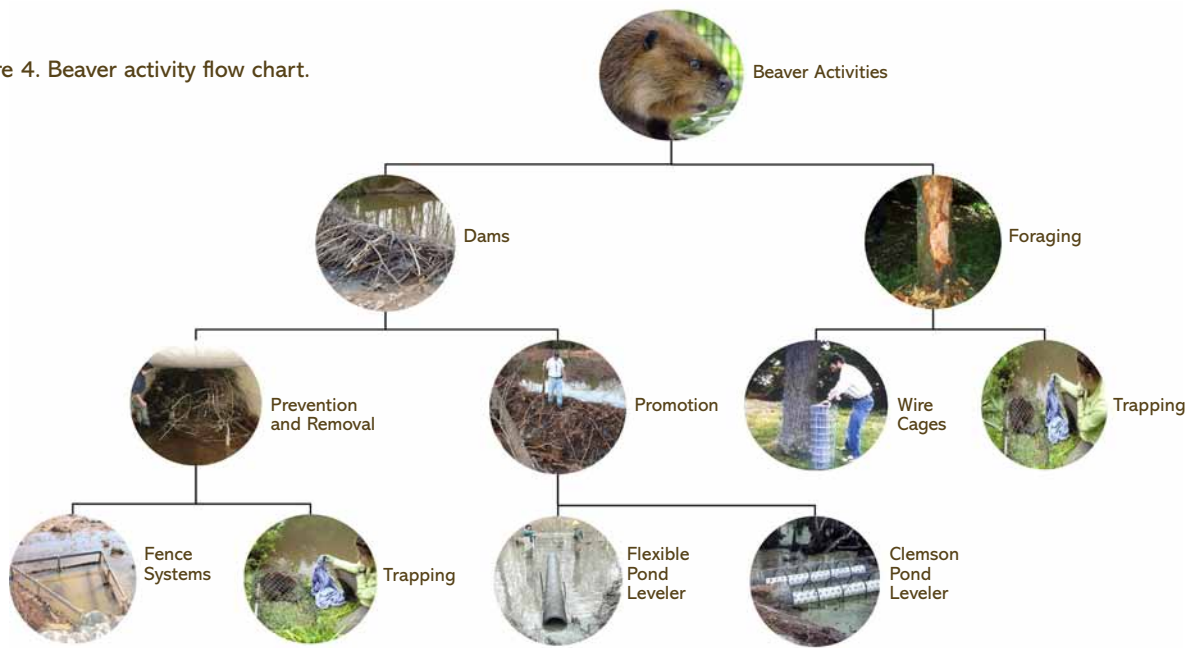 4. Beaver activity flow chart.
Beaver Activities
Dams
Foraging
Prevention
and Removal
Promotion
Wire
Cages
Trapping
Fence
Systems
Trapping
Flexible
Pond
Leveler
Clemson
Pond
Leveler